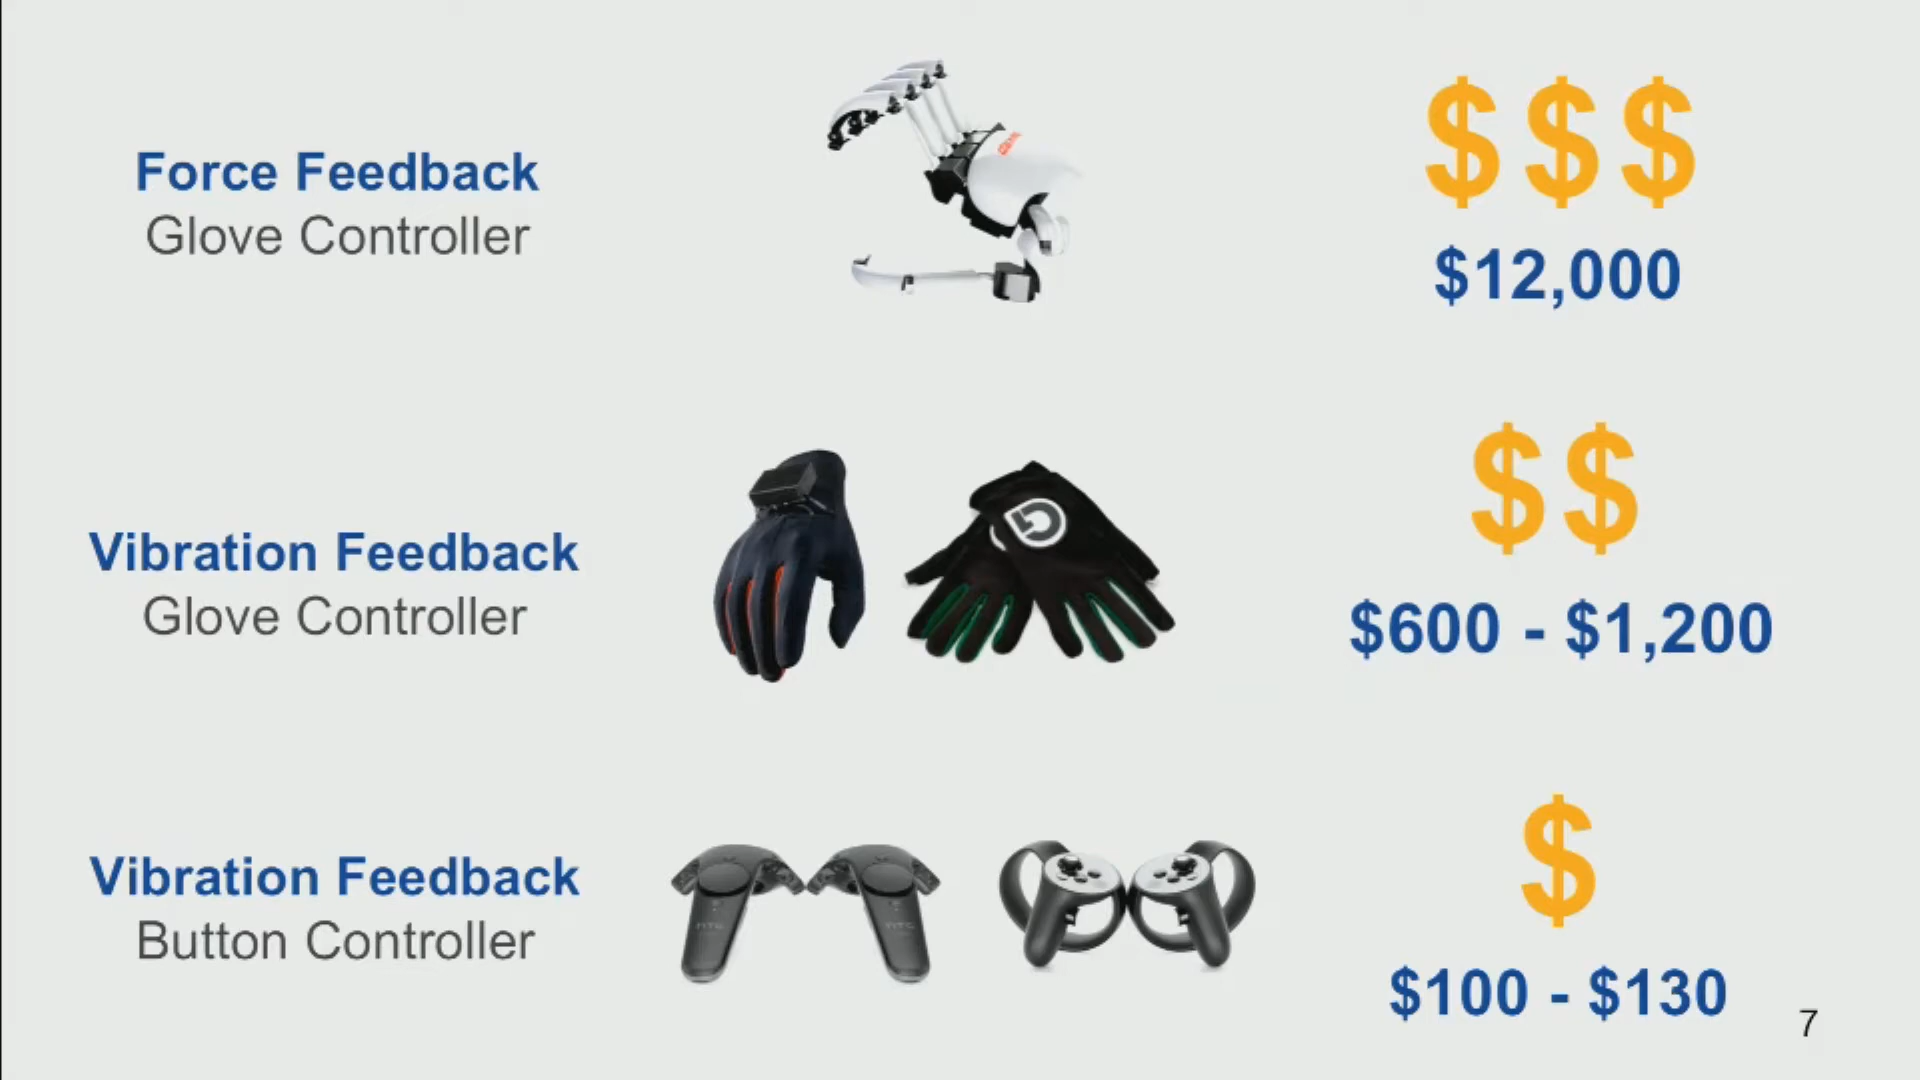 Force Feedback
Glove Controller
$ $ $
$12,000
Vibration Feedback
Glove Controller
$ $
$600 - $1,200
Vibration Feedback
Button Controller
$
$100 - $130
7